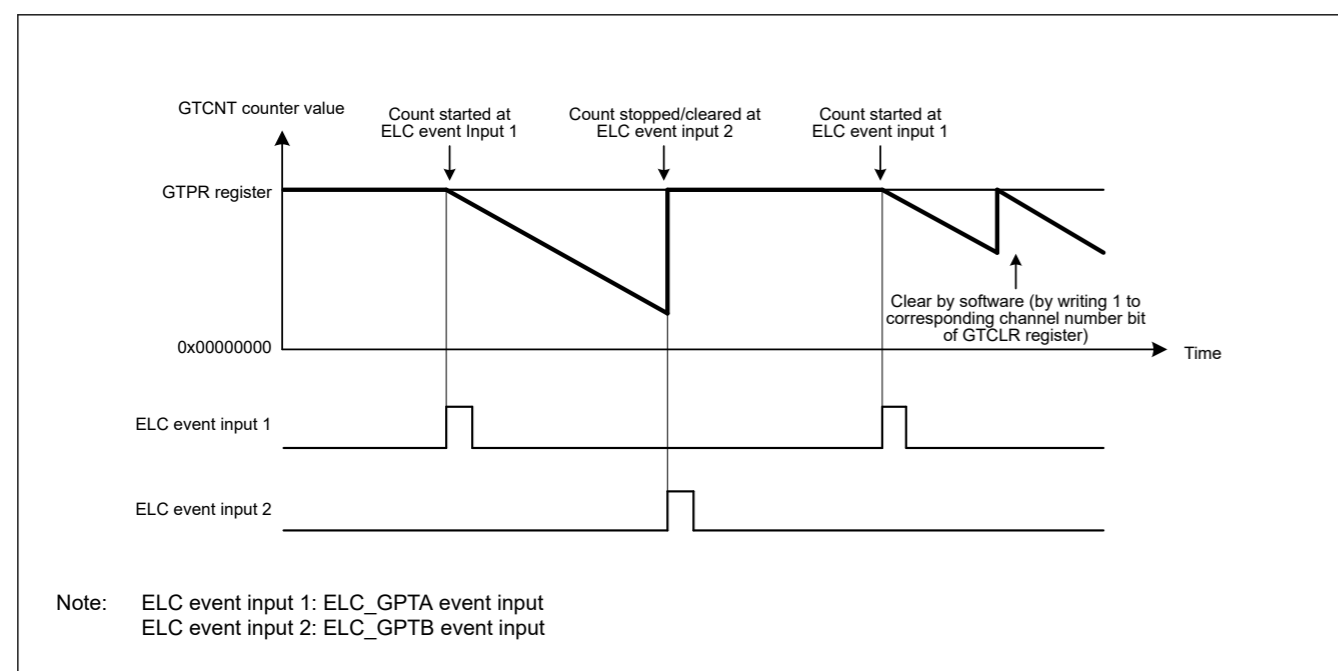 GTCNT counter value
Count started at
ELC event Input 1
Count stopped/cleared at
ELC event input 2
Count started at
ELC event input 1
GTPR register
Clear by software (by writing 1 to
corresponding channel number bit
of GTCLR register)
0x00000000
Time
ELC event input 1
ELC event input 2
Note: ELC event input 1: ELC_GPTA event input
ELC event input 2: ELC_GPTB event input